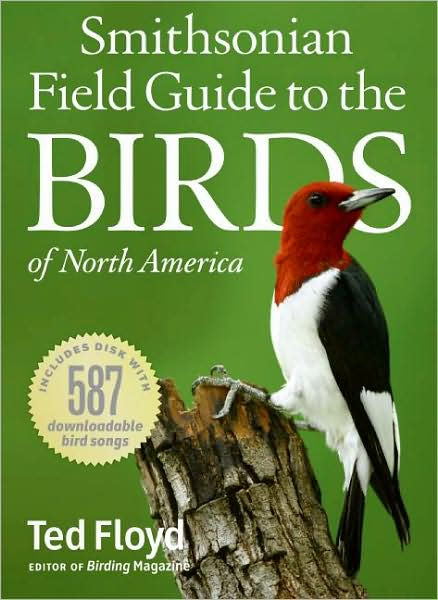 Smithsonian
Field Guide to the
BIRDS
of North America
INCLUDES DISK WITH
587
downloadable
bird songs
Ted Floyd
EDITOR OF Birding Magazine